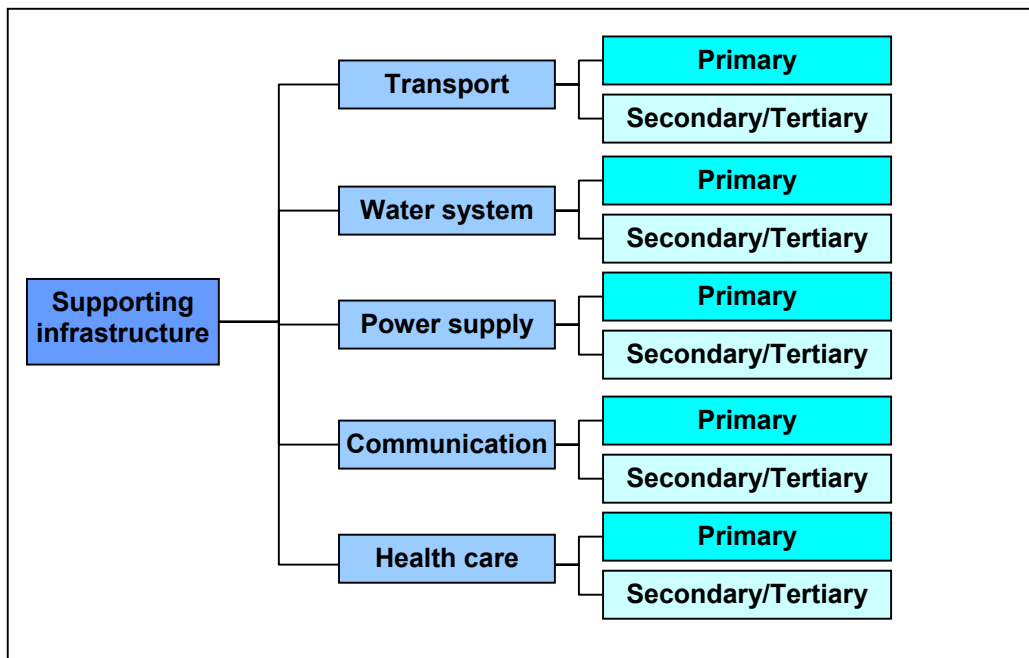 Supporting
infrastructure
Transport
Primary
Secondary/Tertiary
Water system
Primary
Secondary/Tertiary
Power supply
Primary
Secondary/Tertiary
Communication
Primary
Secondary/Tertiary
Health care
Primary
Secondary/Tertiary